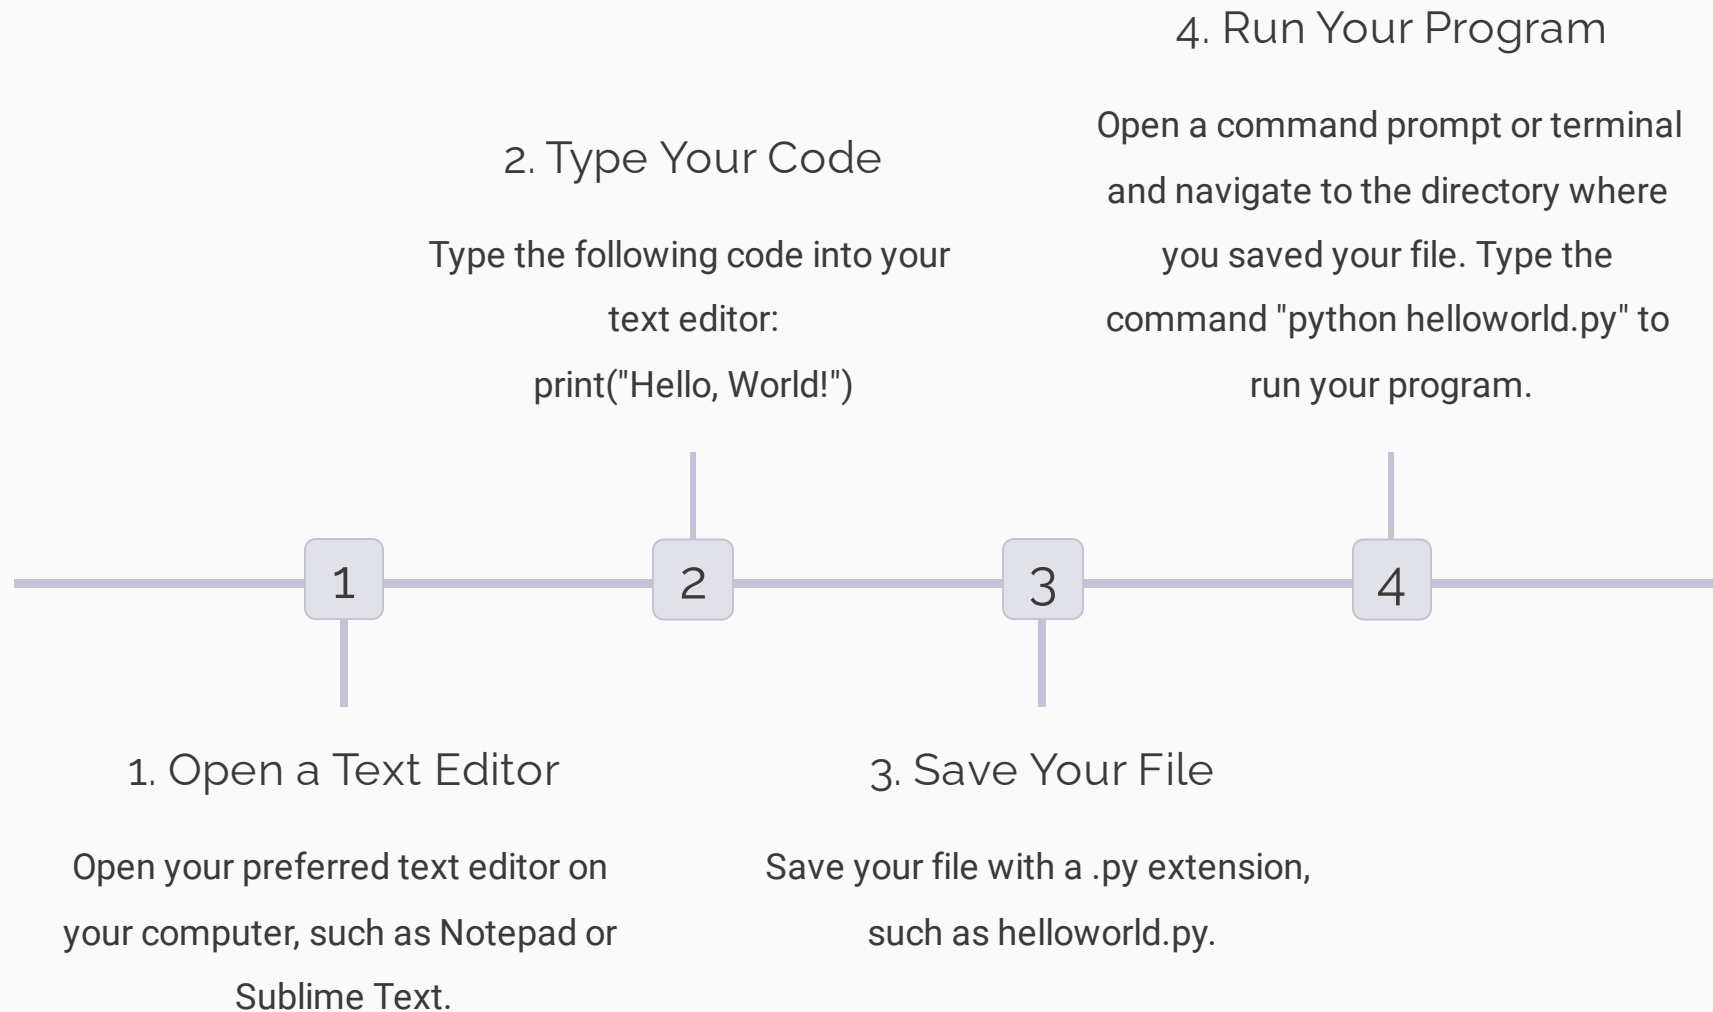 4. Run Your Program
Open a command prompt or terminal
and navigate to the directory where
you saved your file. Type the
command "python helloworld.py" to
run your program.
2. Type Your Code
Type the following code into your
text editor:
print("Hello, World!")
1
2
3
4
1. Open a Text Editor
Open your preferred text editor on
your computer, such as Notepad or
Sublime Text.
3. Save Your File
Save your file with a .py extension,
such as helloworld.py.